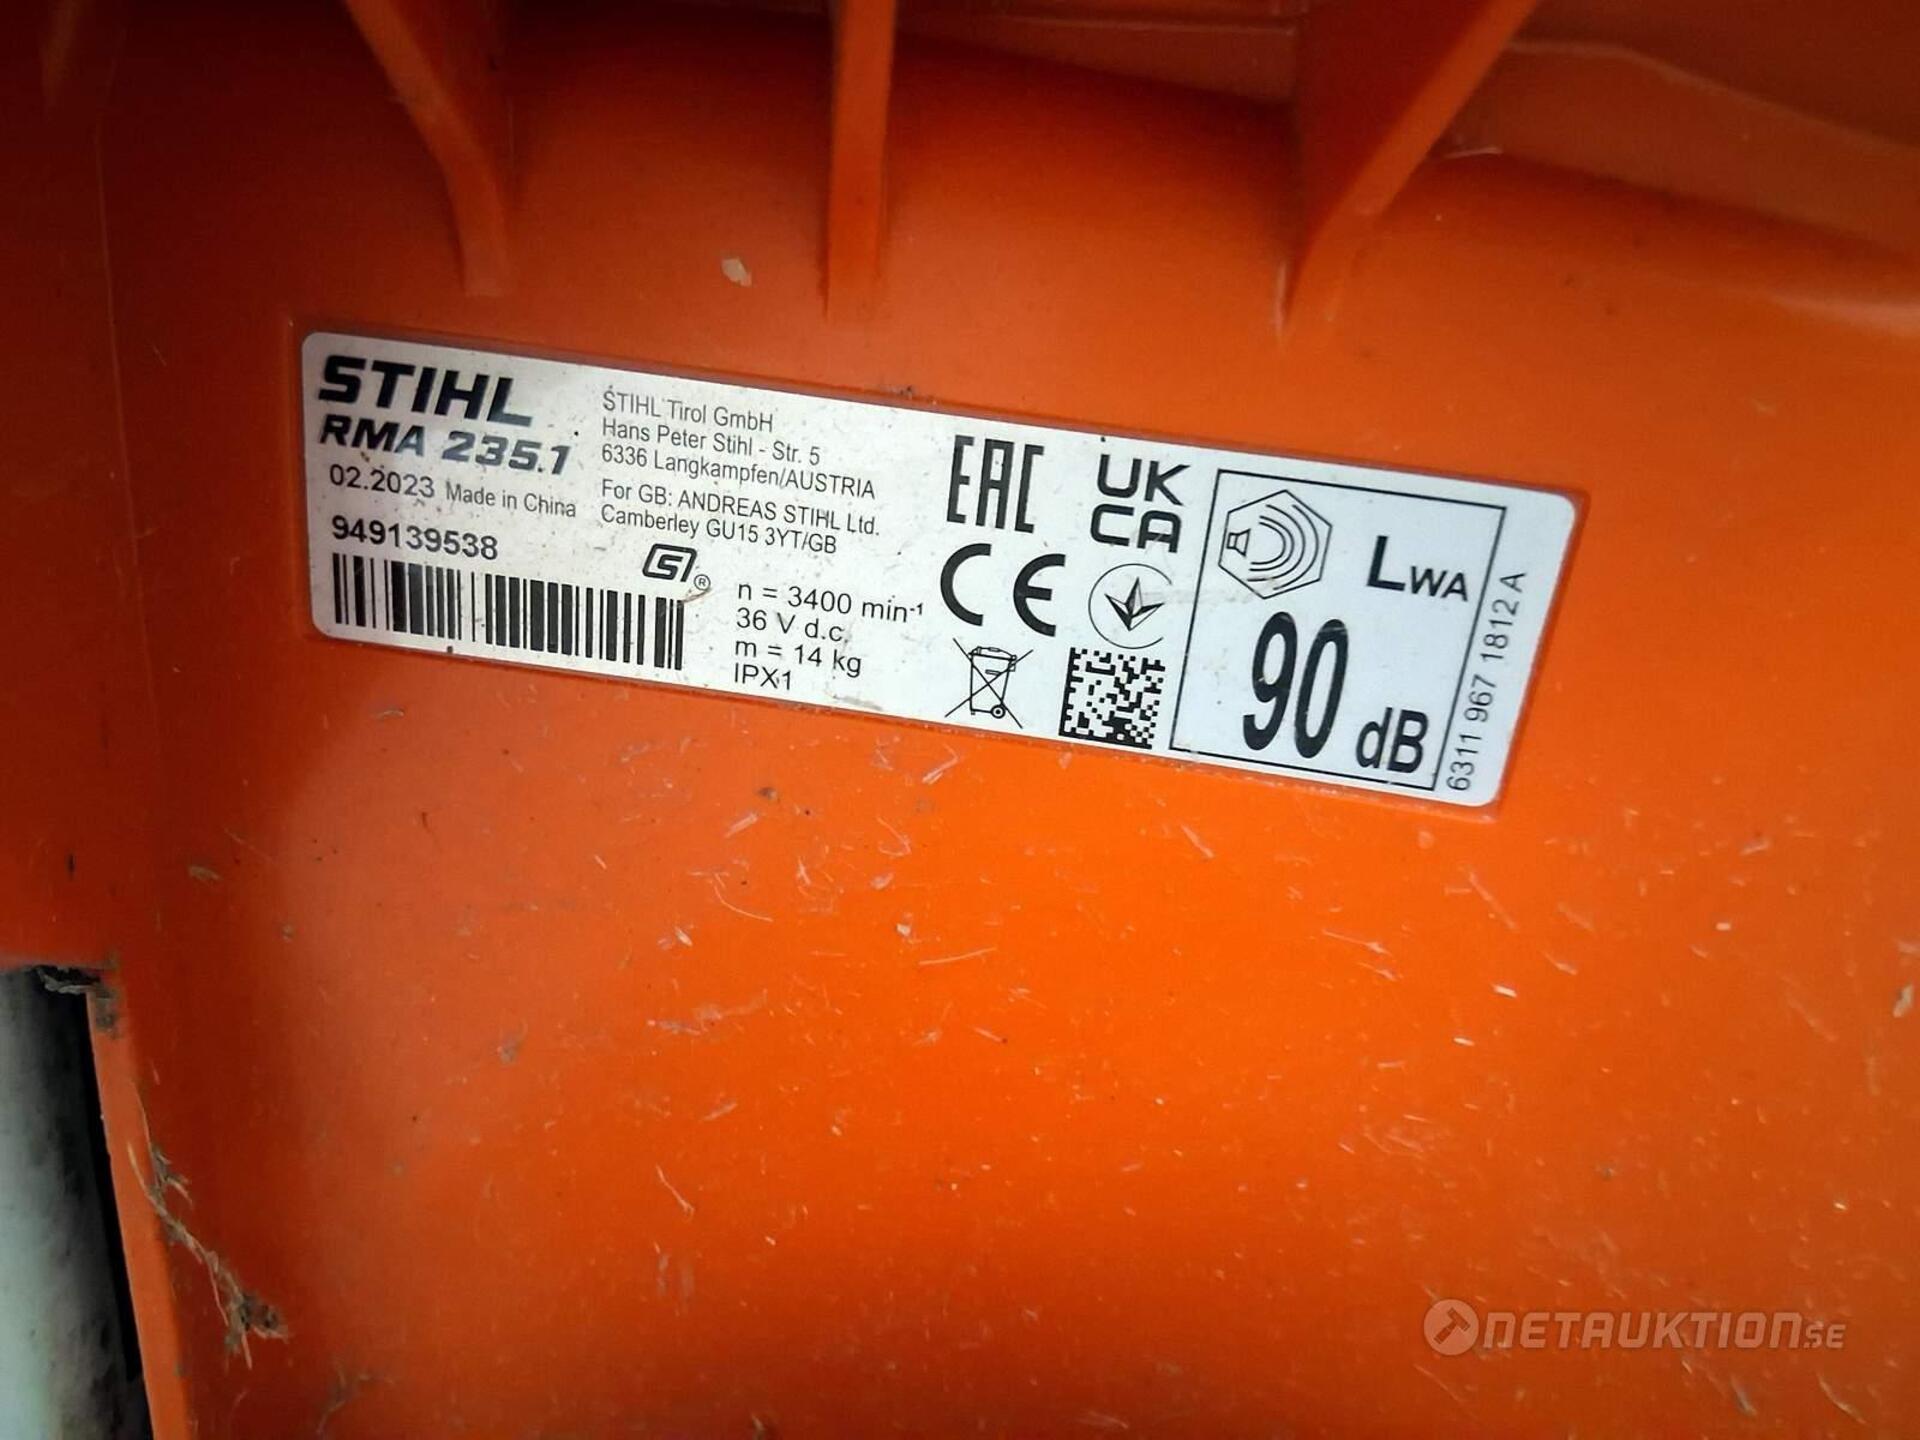 STIHL
RMA 235.1
02.2023 Made in China
949139538
STIHL Tirol GmbH
Hans Peter Stihl - Str. 5
6336 Langkampfen/AUSTRIA
For GB: ANDREAS STIHL Ltd.
Camberley GU15 3YT/GB
®
n = 3400 min-1
36 V d.c.
m = 14 kg
IPX1
EAC
CE
UK
CA
LWA
90 dB
6311 967 1812 A
NETAUKTION.SE